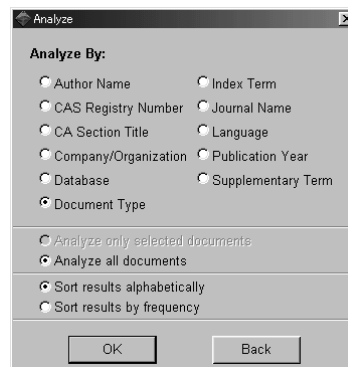 Analyze
Analyze By:
Author Name
Index Term
CAS Registry Number
Journal Name
CA Section Title
Language
Company/Organization
Publication Year
Database
Supplementary Term
Document Type
Analyze only selected documents
Analyze all documents
Sort results alphabetically
Sort results by frequency
OK
Back